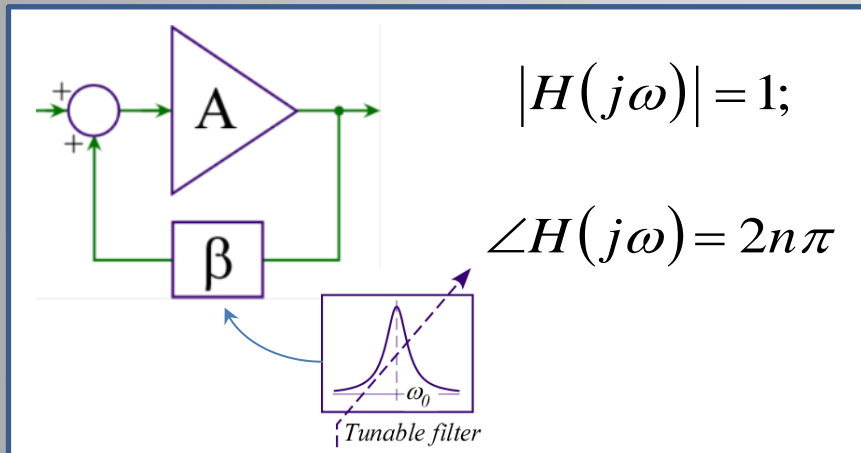 +
A
+
β
|H(jω)| = 1;
∠H(jω) = 2nπ
ω₀
Tunable filter